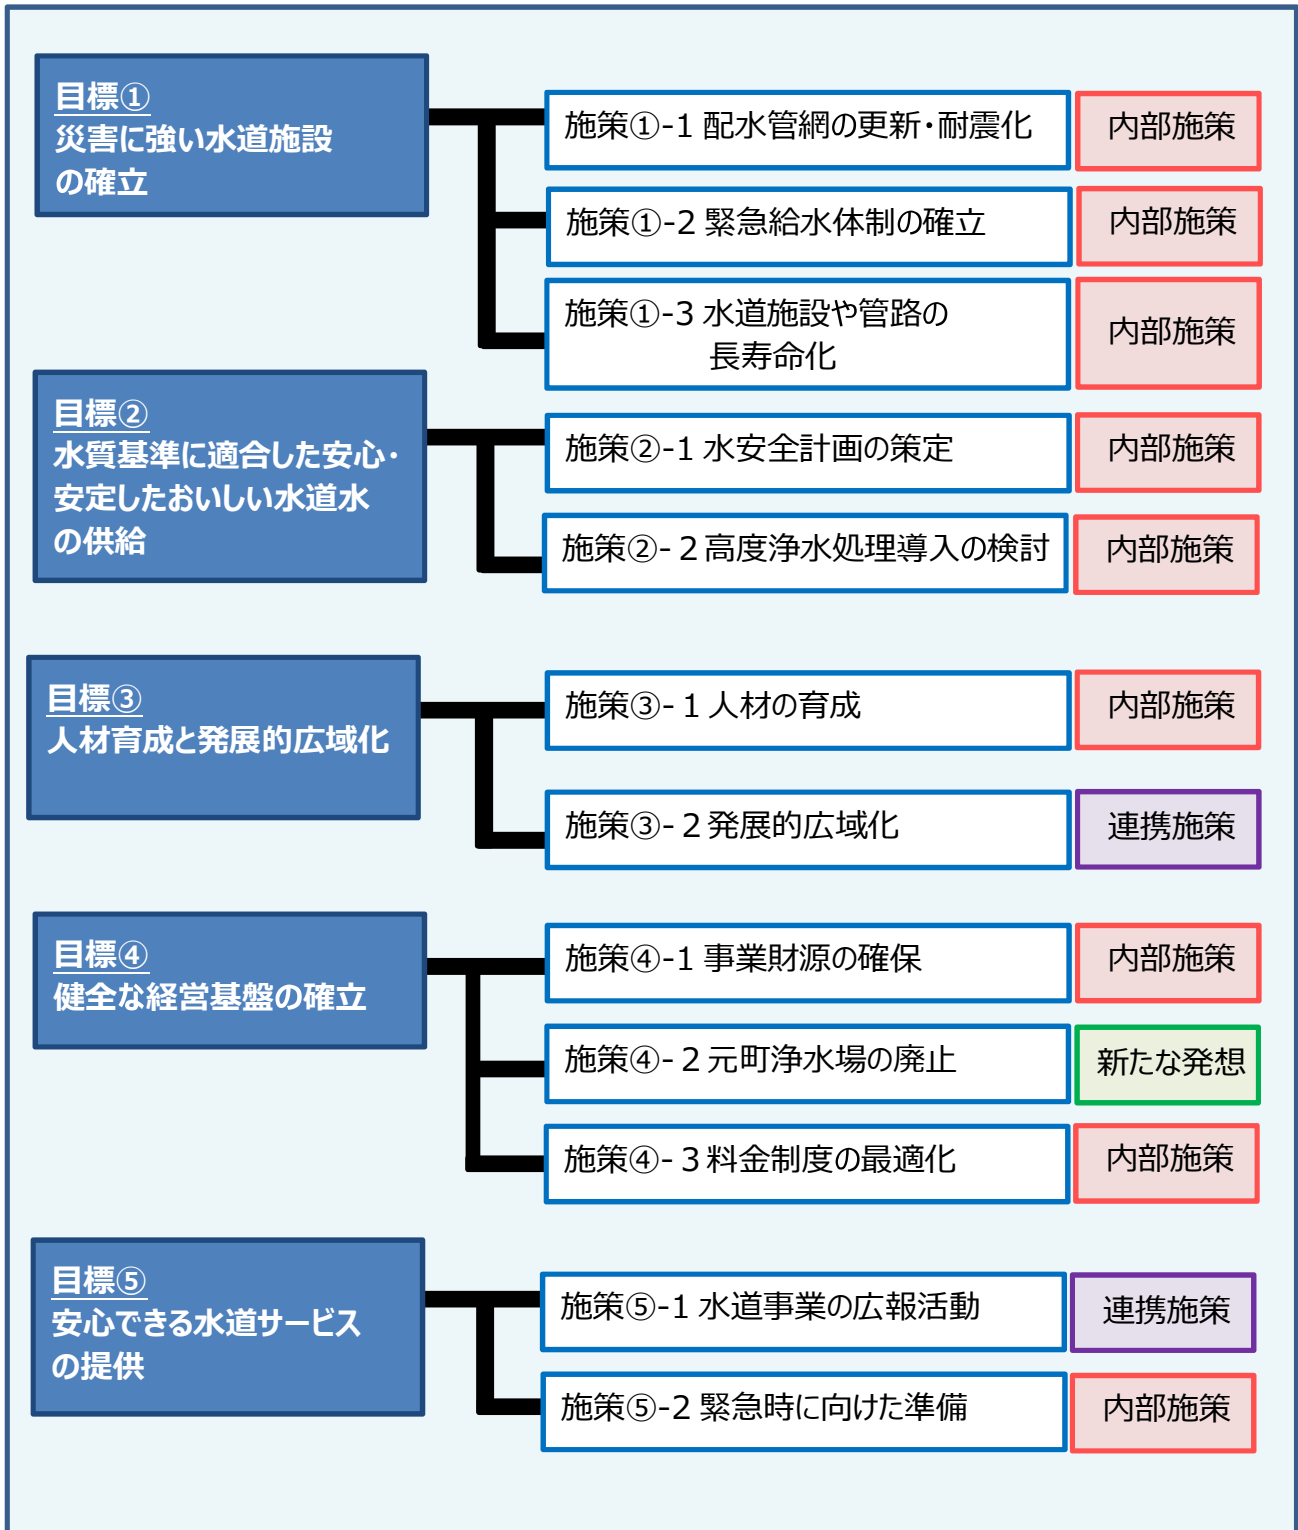 目標①
災害に強い水道施設
の確立
施策①-1 配水管網の更新・耐震化
内部施策
施策①-2 緊急給水体制の確立
内部施策
施策①-3 水道施設や管路の
長寿命化
内部施策
目標②
水質基準に適合した安心・
安定したおいしい水道水
の供給
施策②-1 水安全計画の策定
内部施策
施策②-２高度浄水処理導入の検討
内部施策
目標③
人材育成と発展的広域化
施策③-１人材の育成
内部施策
施策③-２発展的広域化
連携施策
目標④
健全な経営基盤の確立
施策④-1 事業財源の確保
内部施策
施策④-２元町浄水場の廃止
新たな発想
施策④-３料金制度の最適化
内部施策
目標⑤
安心できる水道サービス
の提供
施策⑤-1 水道事業の広報活動
連携施策
施策⑤-2 緊急時に向けた準備
内部施策